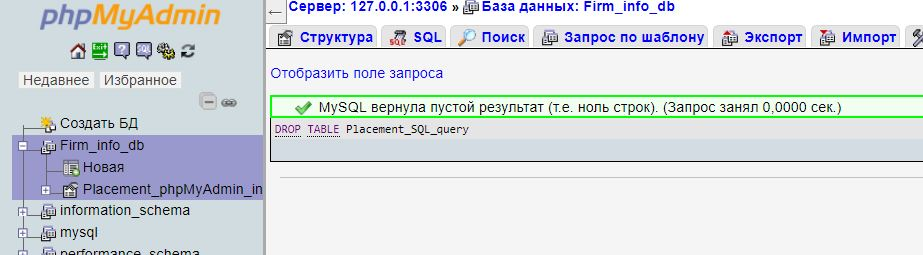 phpMyAdmin
Недавнее Избранное
Создать БД
Firm_info_db
Новая
Placement_phpMyAdmin_in
information_schema
mysql
performance_schema
Сервер: 127.0.0.1:3306 » База данных: Firm_info_db
Структура SQL Поиск Запрос по шаблону Экспорт Импорт
Отобразить поле запроса
MySQL вернула пустой результат (т.е. ноль строк). (Запрос занял 0,0000 сек.)
DROP TABLE Placement_SQL_query